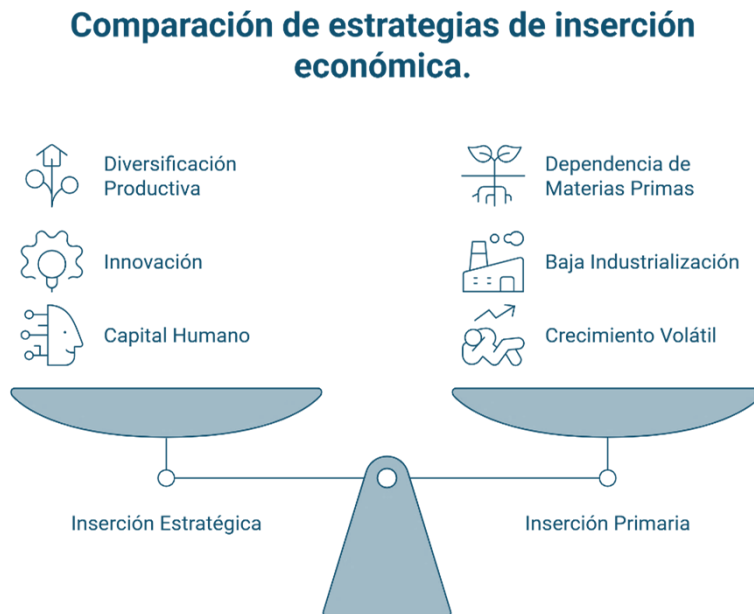 Comparación de estrategias de inserción
económica.
Diversificación
Productiva
Innovación
Capital Humano
Dependencia de
Materias Primas
Baja Industrialización
Crecimiento Volátil
Inserción Estratégica
Inserción Primaria